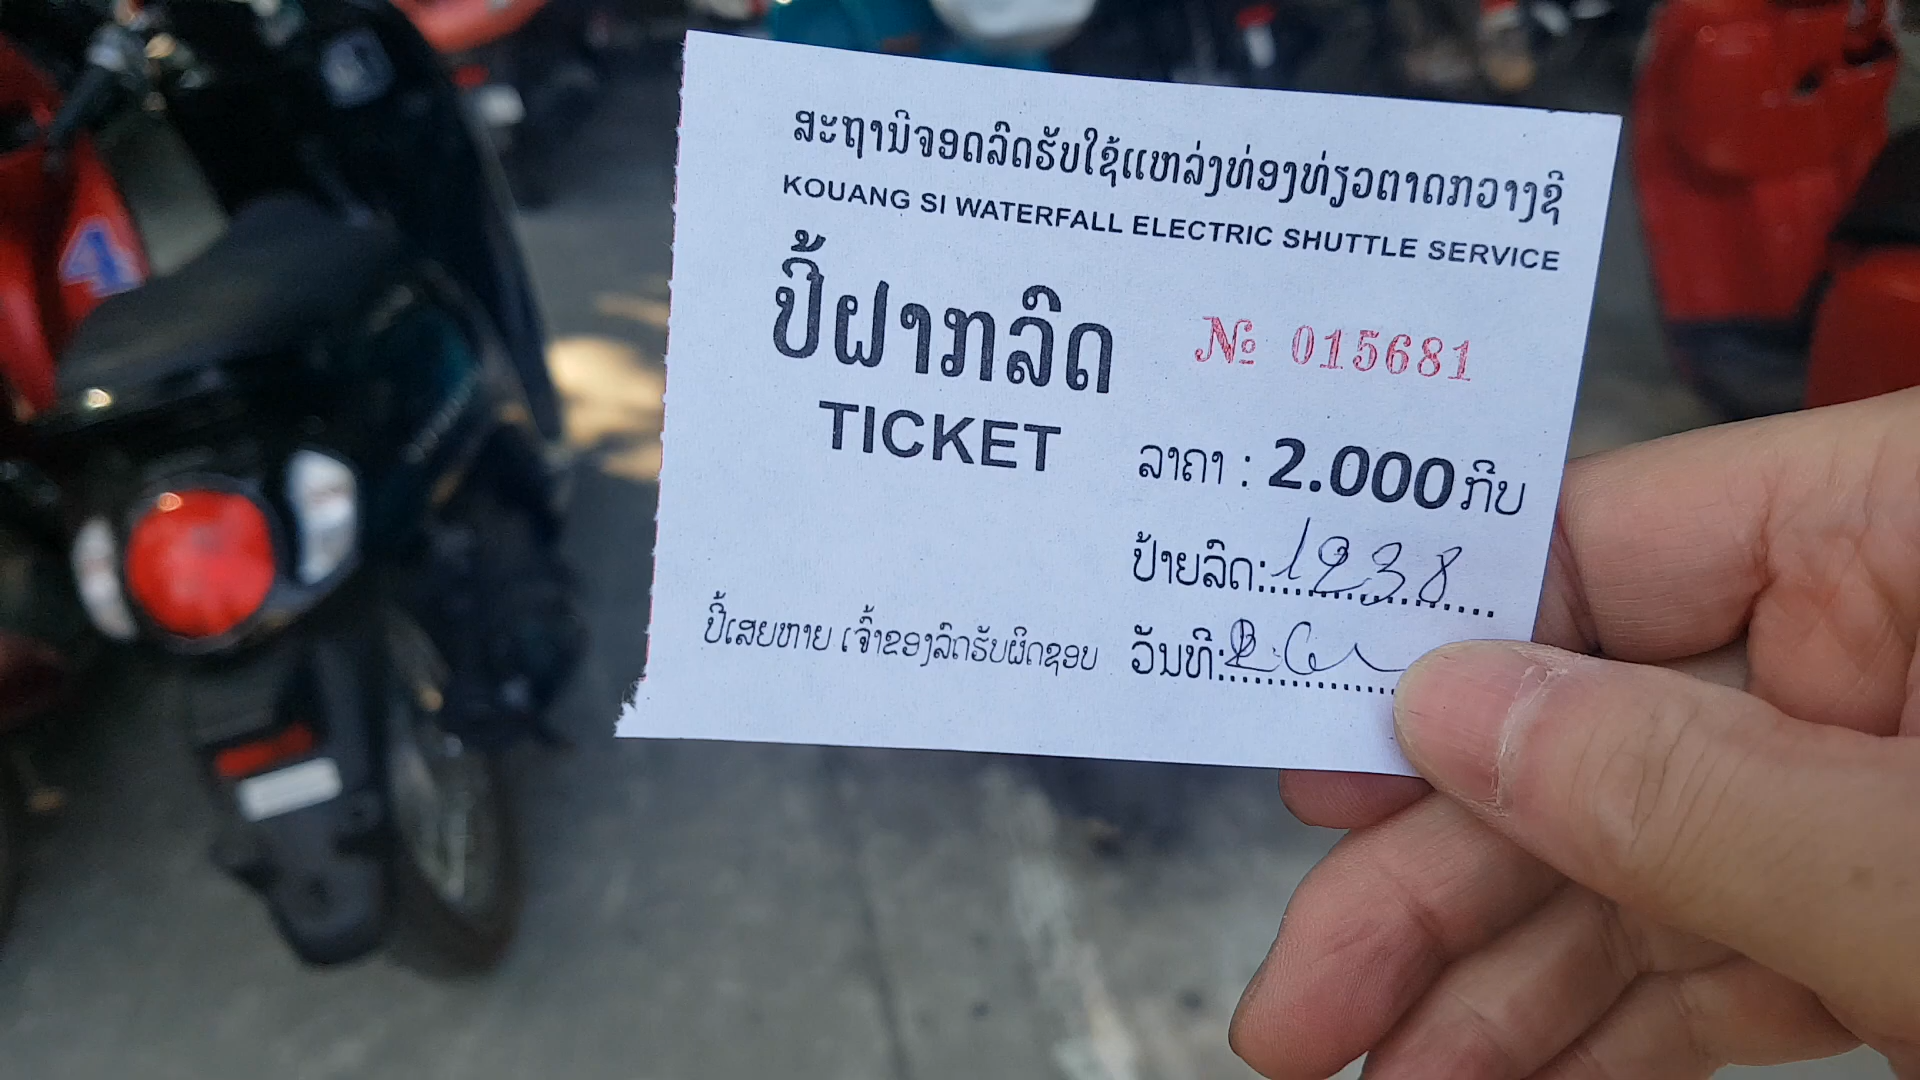 ສະຖານີຈອດລົດຮັບໃຊ້ແຫລ່ງທ່ອງທ່ຽວຕາດກວາງຊີ
KOUANG SI WATERFALL ELECTRIC SHUTTLE SERVICE
ປີ້ຝາກລົດ
№ 015681
TICKET
ລາຄາ : 2.000 ກີບ
ປ້າຍລົດ: 1238
ປີ້ເສຍຫາຍ ເຈົ້າຂອງລົດຮັບຜິດຊອບ
ວັນທີ:
4